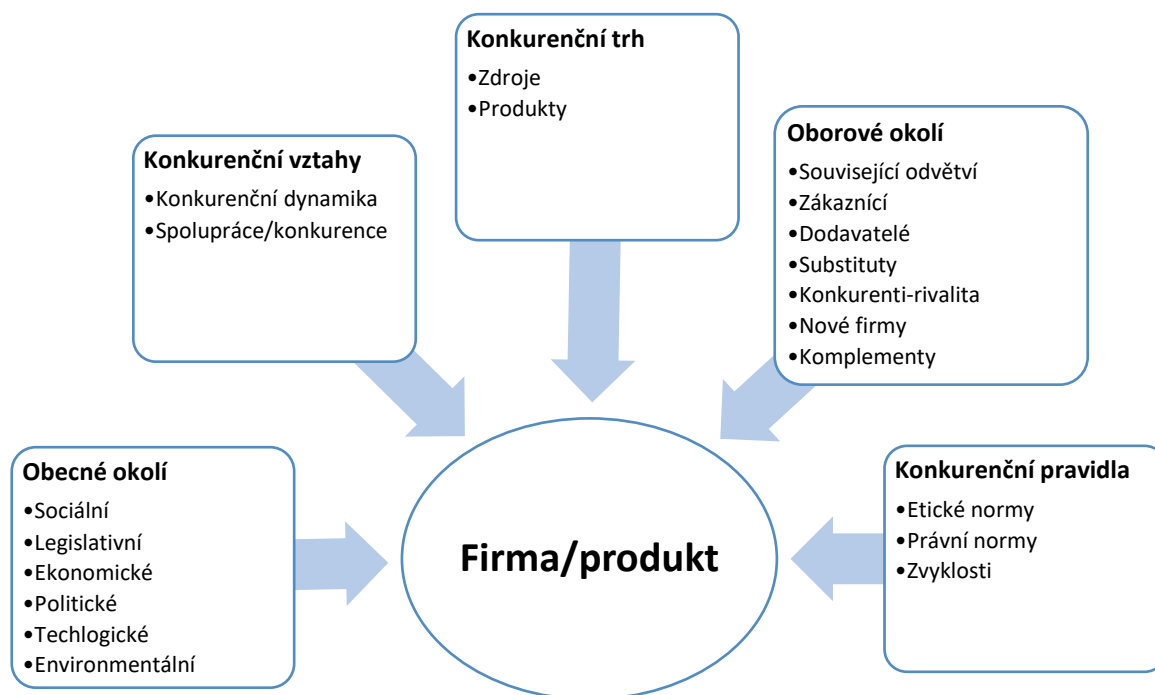 Konkurenční trh
•Zdroje
•Produkty
Konkurenční vztahy
•Konkurenční dynamika
•Spolupráce/konkurence
Oborové okolí
•Související odvětví
•Zákaznící
•Dodavatelé
•Substituty
•Konkurenti-rivalita
•Nové firmy
•Komplementy
Obecné okolí
•Sociální
•Legislativní
•Ekonomické
•Politické
•Techlogické
•Environmentální
Firma/produkt
Konkurenční pravidla
•Etické normy
•Právní normy
•Zvyklosti